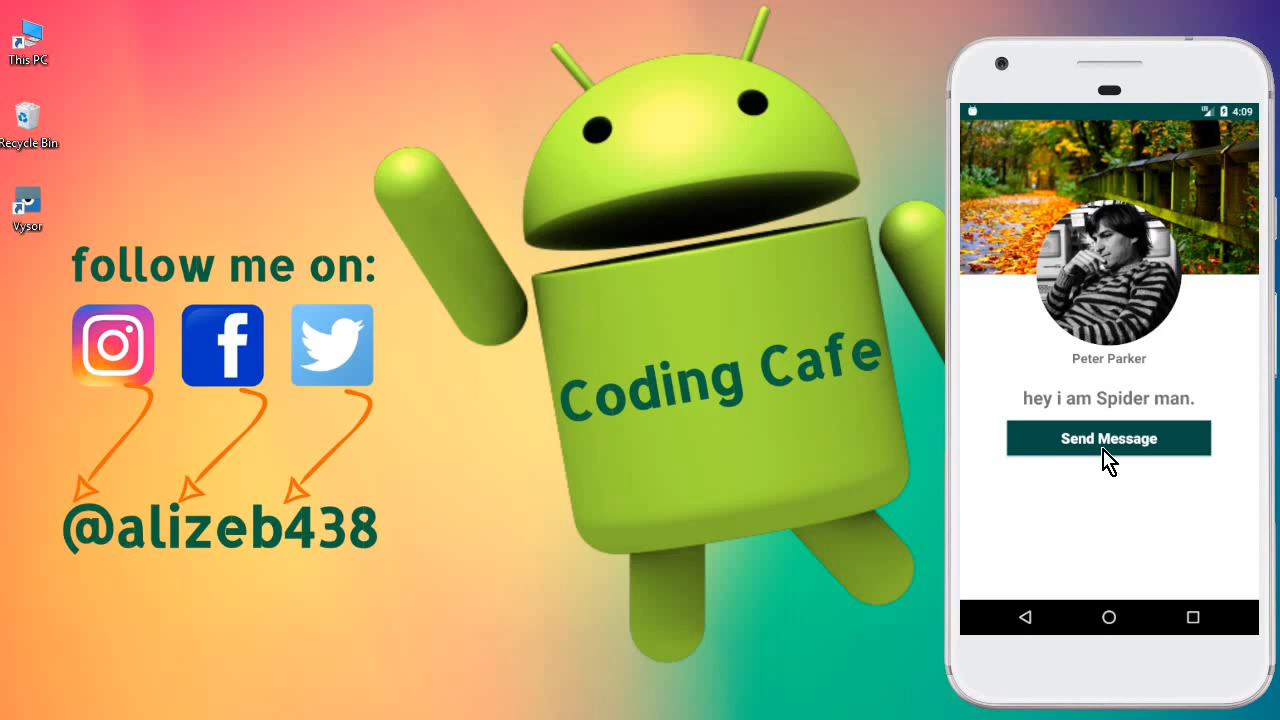 This PC
Recycle Bin
Vysor
follow me on:
@alizeb438
Coding Cafe
4:09
Peter Parker
hey i am Spider man.
Send Message